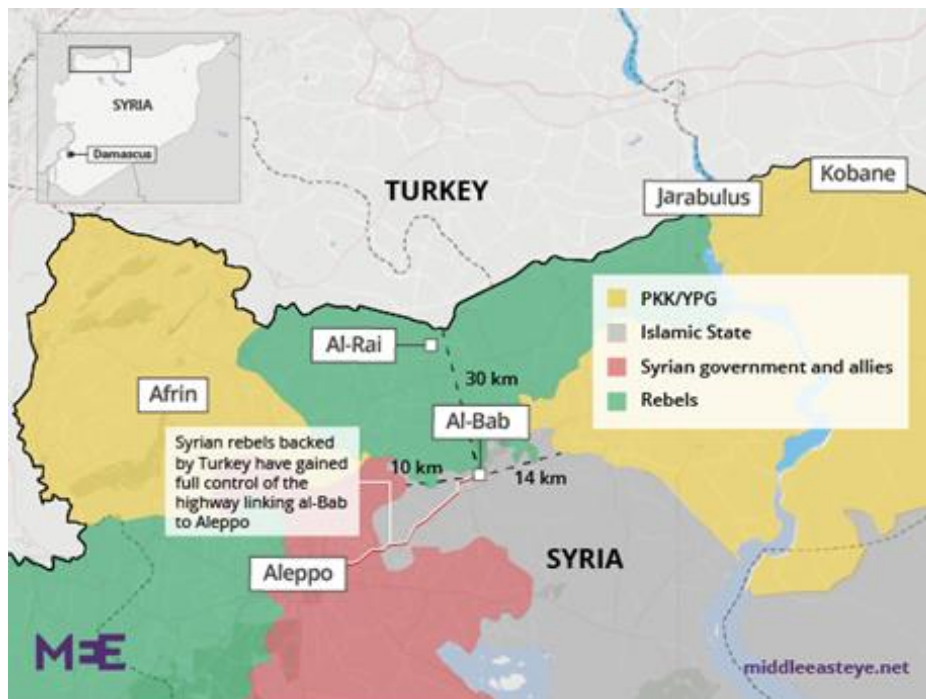 SYRIA
Damascus
TURKEY
Kobane
Jarabulus
PKK/YPG
Islamic State
Syrian government and allies
Rebels
Al-Rai
30 km
Afrin
Al-Bab
Syrian rebels backed
by Turkey have gained
full control of the
highway linking al-Bab
to Aleppo
10 km
14 km
SYRIA
Aleppo
MEE
middleeasteye.net